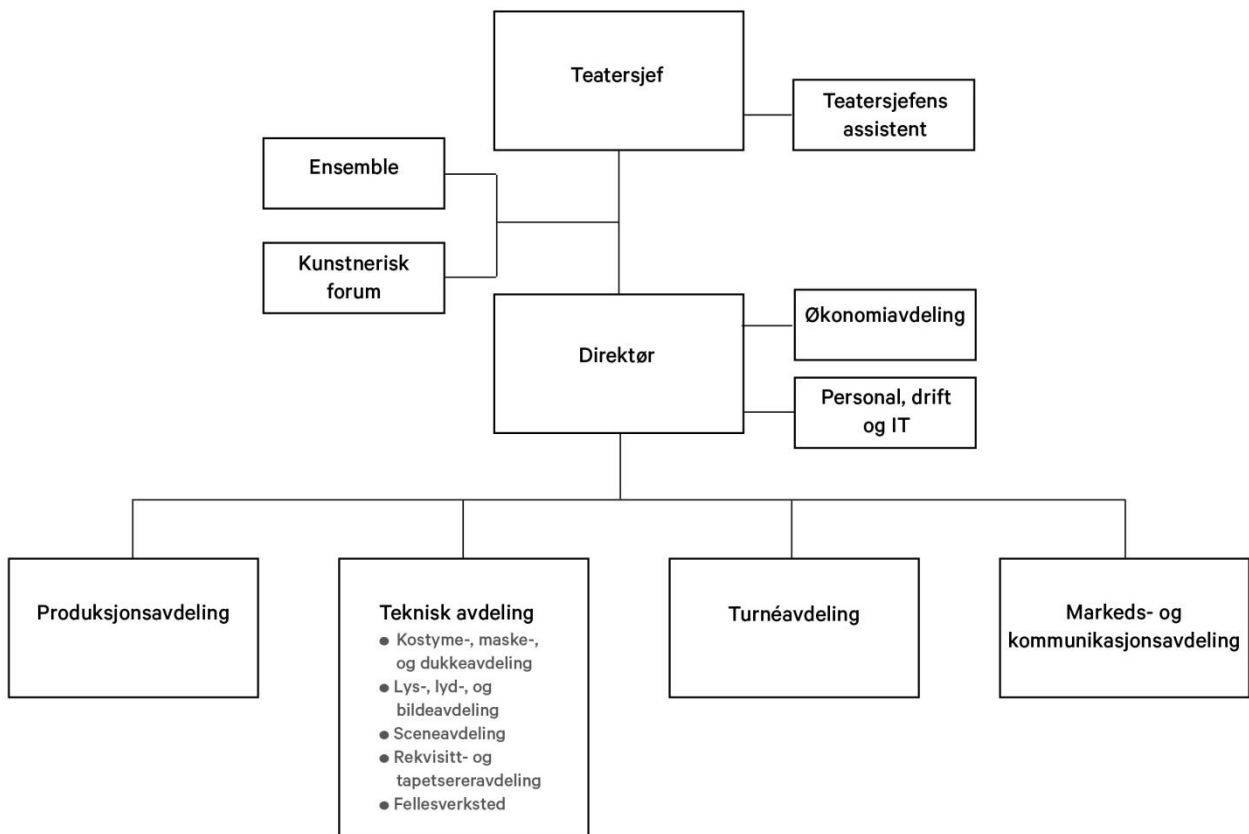 Teatersjef
Teatersjefens
assistent
Ensemble
Kunstnerisk
forum
Økonomiavdeling
Direktør
Personal, drift
og IT
Produksjonsavdeling
Teknisk avdeling
● Kostyme-, maske-,
og dukkeavdeling
● Lys-, lyd-, og
bildeavdeling
● Sceneavdeling
● Rekvisitt- og
tapetsereravdeling
● Fellesverksted
Turnéavdeling
Markeds- og
kommunikasjonsavdeling